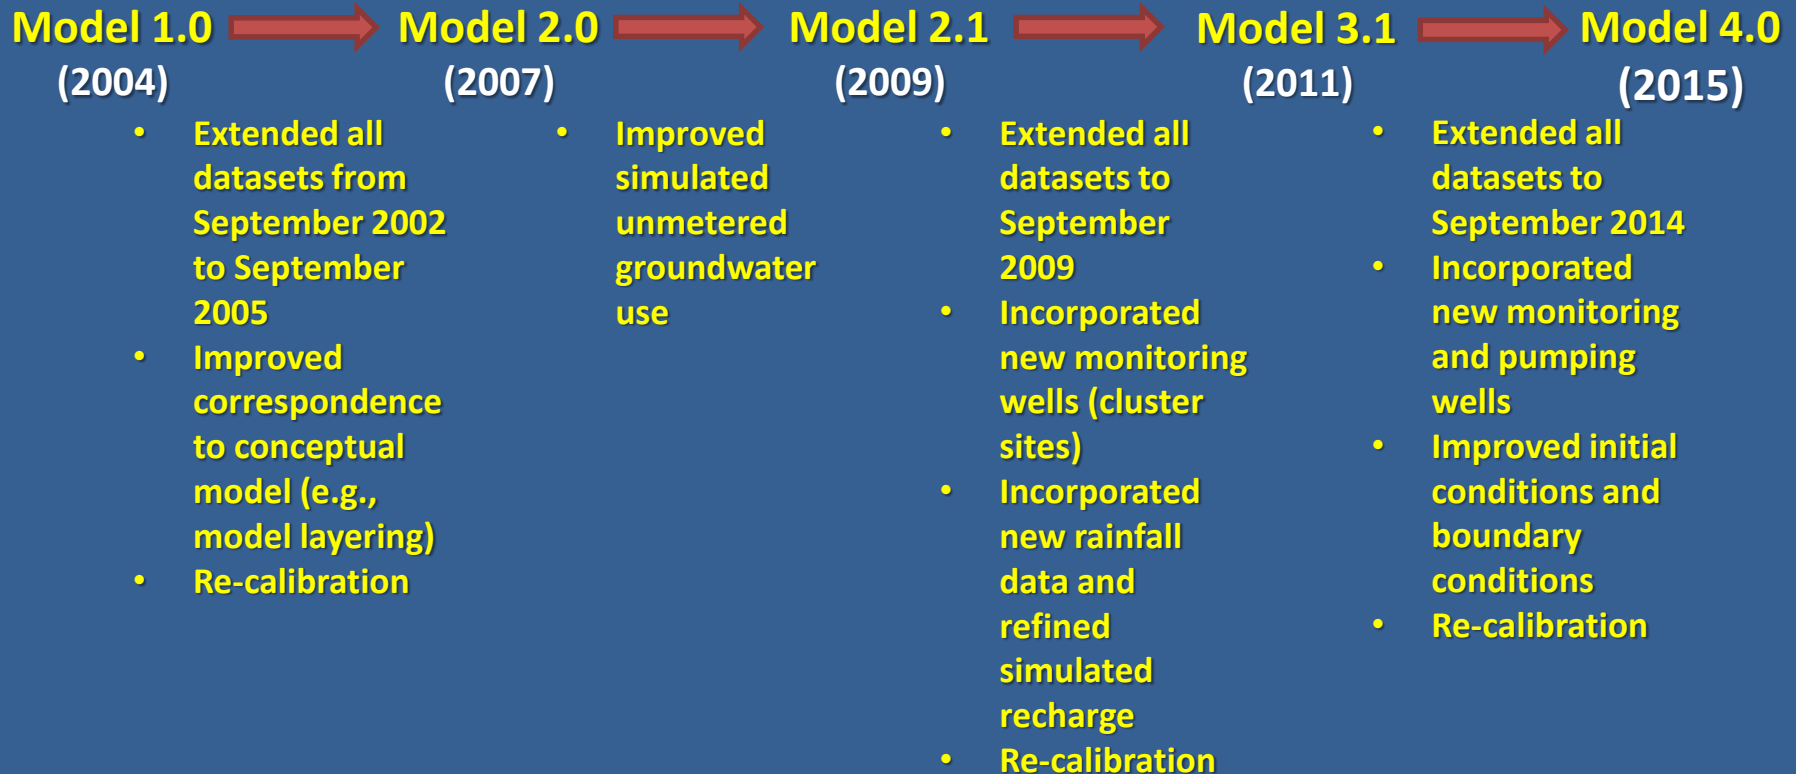 Model 1.0
Model 2.0
Model 2.1
Model 3.1
Model 4.0
(2004)
(2007)
(2009)
(2011)
(2015)
• Extended all
datasets from
September 2002
to September
2005
• Improved
correspondence
to conceptual
model (e.g.,
model layering)
• Re-calibration
• Improved
simulated
unmetered
groundwater
use
• Extended all
datasets to
September
2009
• Incorporated
new monitoring
wells (cluster
sites)
• Incorporated
new rainfall
data and
refined
simulated
recharge
• Re-calibration
• Extended all
datasets to
September 2014
• Incorporated
new monitoring
and pumping
wells
• Improved initial
conditions and
boundary
conditions
• Re-calibration